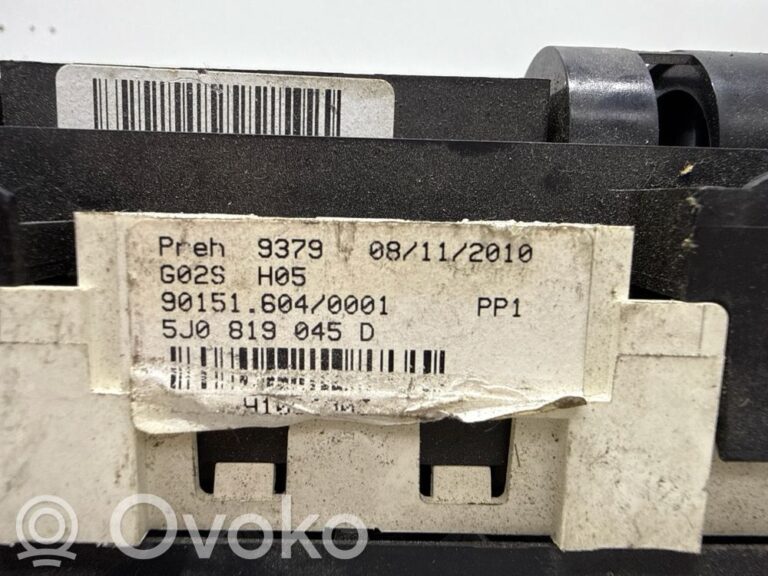 Preh 9379 08/11/2010
G02S H05
90151.604/0001 PP1
5J0 819 045 D
Ovoko